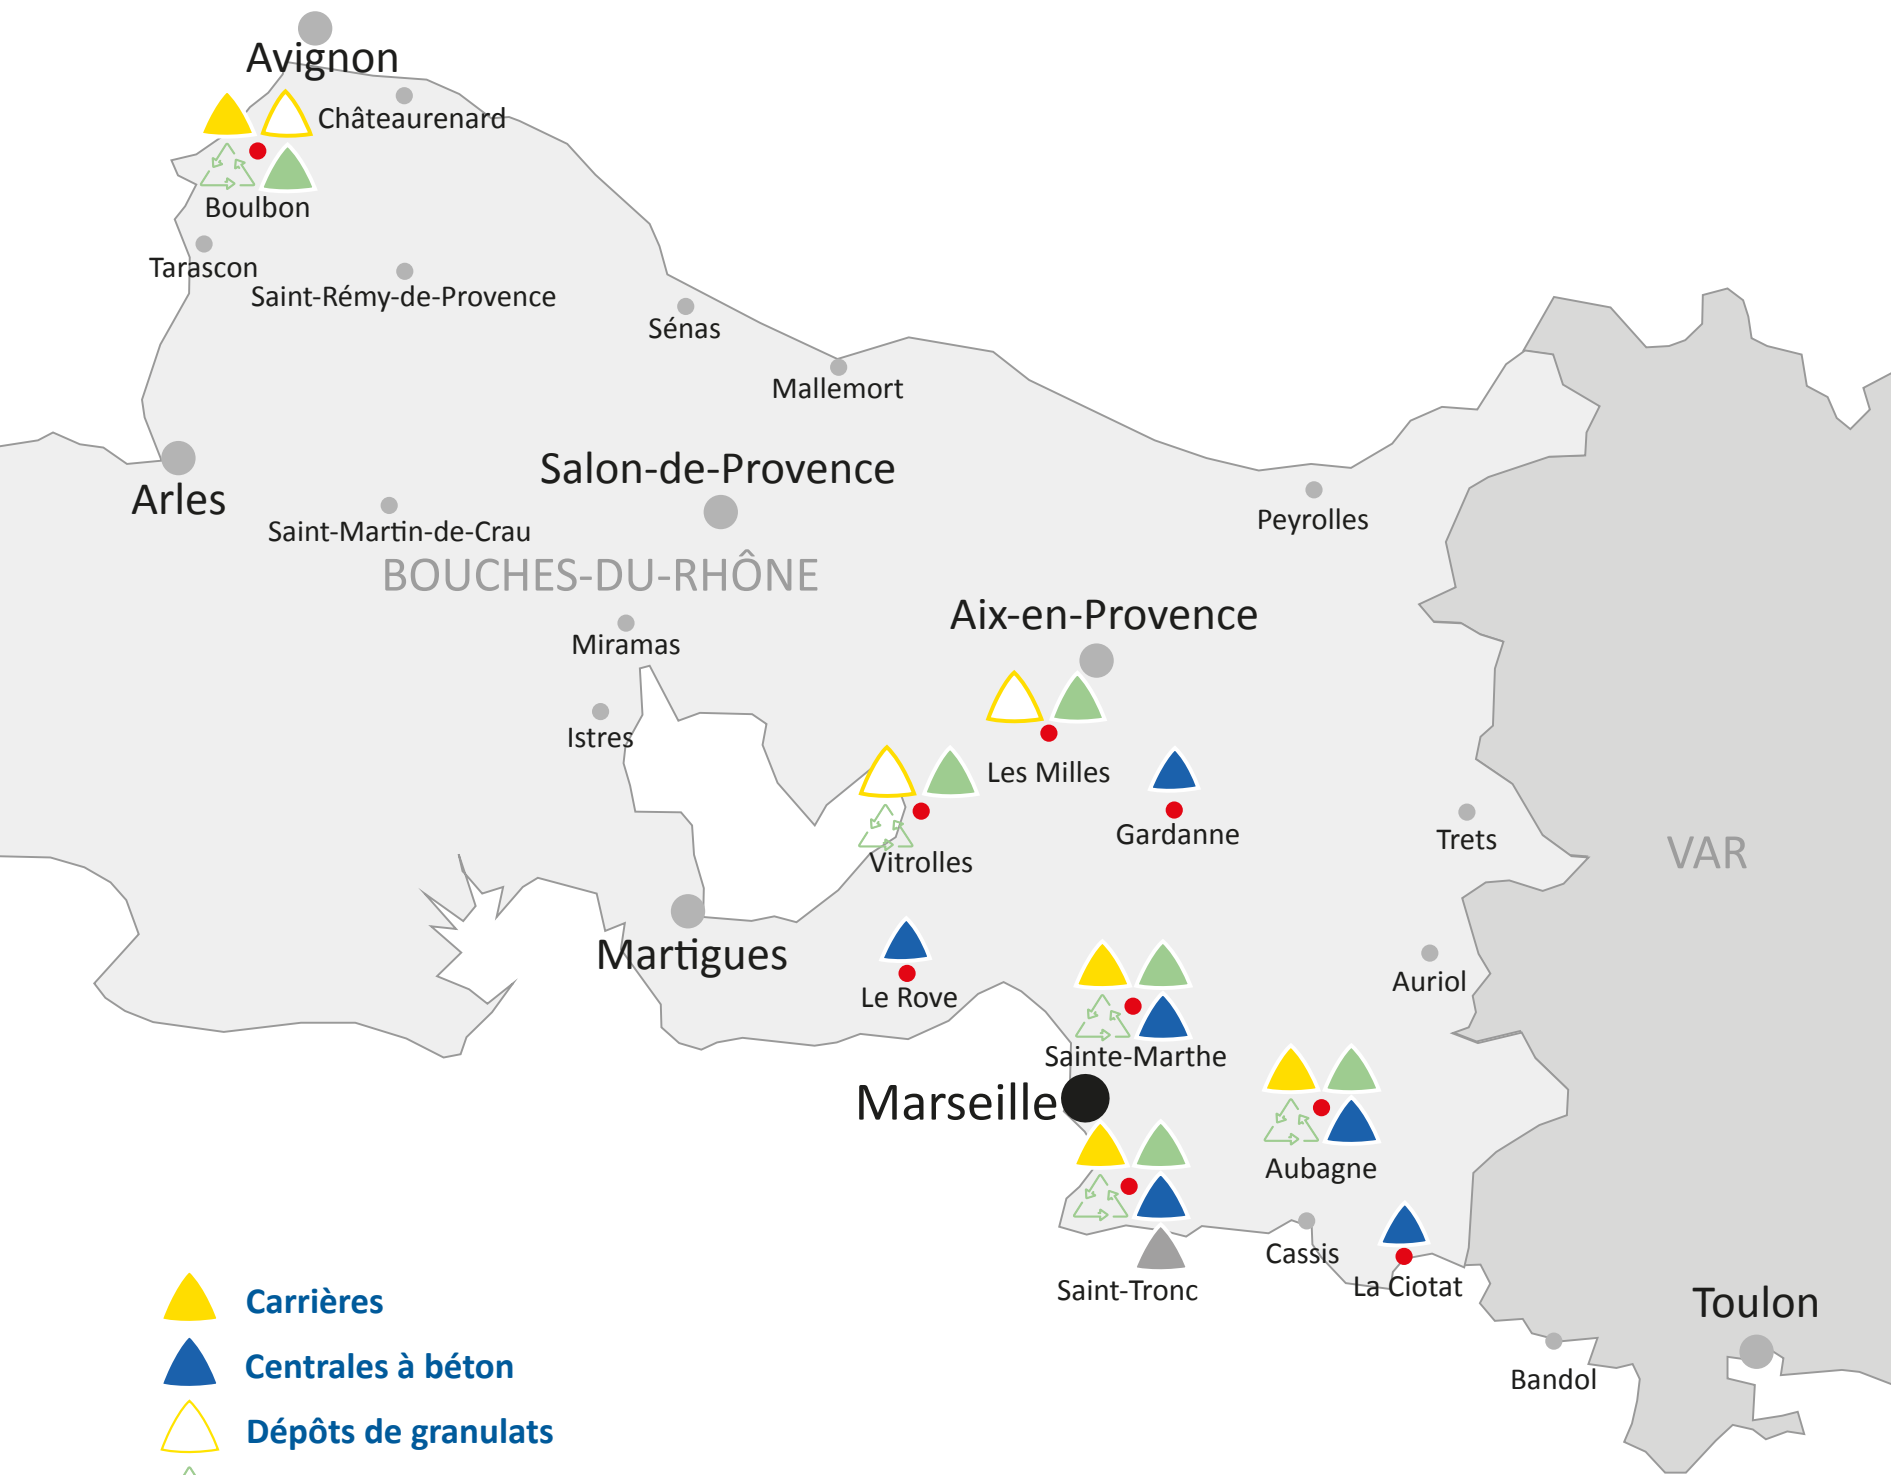 Avignon
Châteaurenard
Boulbon
Tarascon
Saint-Rémy-de-Provence
Sénas
Mallemort
Salon-de-Provence
Arles
Peyrolles
Saint-Martin-de-Crau
BOUCHES-DU-RHÔNE
Aix-en-Provence
Miramas
Istres
Les Milles
Gardanne
Trets
VAR
Vitrolles
Martigues
Auriol
Le Rove
Sainte-Marthe
Marseille
Aubagne
Cassis
La Ciotat
Saint-Tronc
Carrières
Toulon
Centrales à béton
Bandol
Dépôts de granulats